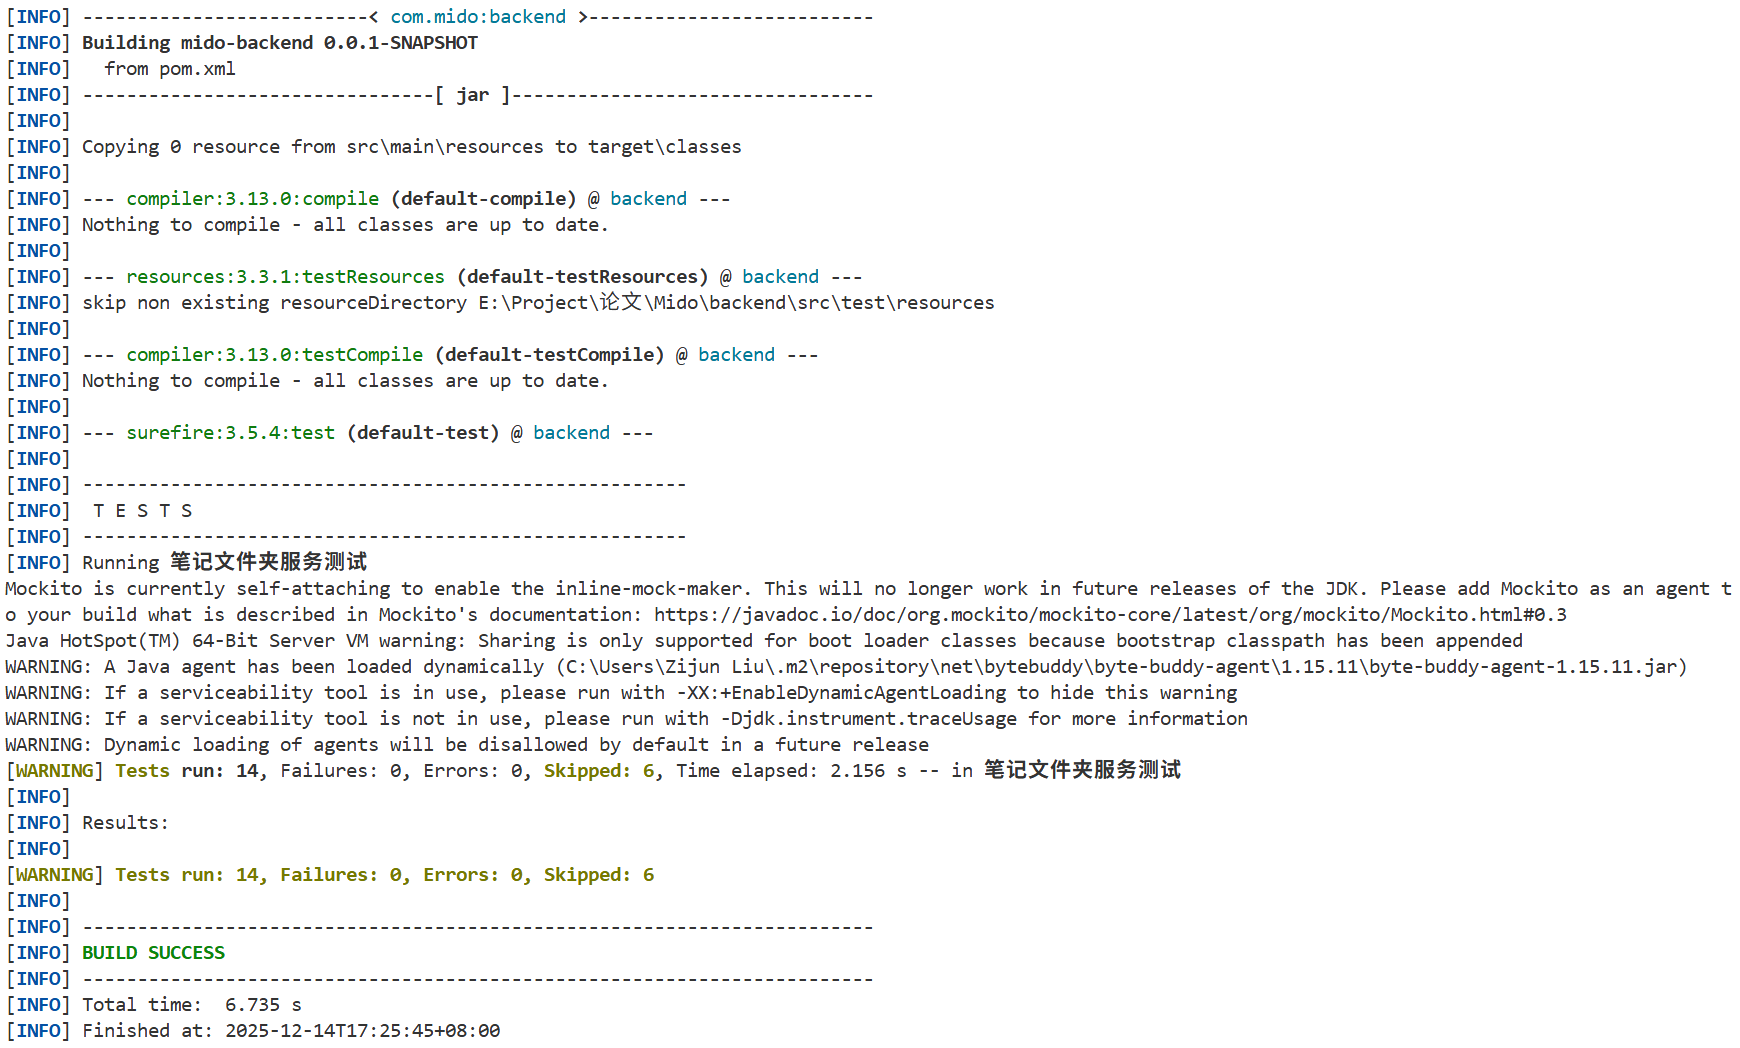 [INFO] --------------------------< com.mido:backend >--------------------------
[INFO] Building mido-backend 0.0.1-SNAPSHOT
[INFO]   from pom.xml
[INFO] --------------------------------[ jar ]---------------------------------
[INFO]
[INFO] Copying 0 resource from src\main\resources to target\classes
[INFO]
[INFO] --- compiler:3.13.0:compile (default-compile) @ backend ---
[INFO] Nothing to compile - all classes are up to date.
[INFO]
[INFO] --- resources:3.3.1:testResources (default-testResources) @ backend ---
[INFO] skip non existing resourceDirectory E:\Project\论文\Mido\backend\src\test\resources
[INFO]
[INFO] --- compiler:3.13.0:testCompile (default-testCompile) @ backend ---
[INFO] Nothing to compile - all classes are up to date.
[INFO]
[INFO] --- surefire:3.5.4:test (default-test) @ backend ---
[INFO]
[INFO] -------------------------------------------------------
[INFO]  T E S T S
[INFO] -------------------------------------------------------
[INFO] Running 笔记文件夹服务测试
Mockito is currently self-attaching to enable the inline-mock-maker. This will no longer work in future releases of the JDK. Please add Mockito as an agent t
o your build what is described in Mockito's documentation: https://javadoc.io/doc/org.mockito/mockito-core/latest/org/mockito/Mockito.html#0.3
Java HotSpot(TM) 64-Bit Server VM warning: Sharing is only supported for boot loader classes because bootstrap classpath has been appended
WARNING: A Java agent has been loaded dynamically (C:\Users\Zijun Liu\.m2\repository\net\bytebuddy\byte-buddy-agent\1.15.11\byte-buddy-agent-1.15.11.jar)
WARNING: If a serviceability tool is in use, please run with -XX:+EnableDynamicAgentLoading to hide this warning
WARNING: If a serviceability tool is not in use, please run with -Djdk.instrument.traceUsage for more information
WARNING: Dynamic loading of agents will be disallowed by default in a future release
[WARNING] Tests run: 14, Failures: 0, Errors: 0, Skipped: 6, Time elapsed: 2.156 s -- in 笔记文件夹服务测试
[INFO]
[INFO] Results:
[INFO]
[WARNING] Tests run: 14, Failures: 0, Errors: 0, Skipped: 6
[INFO]
[INFO] ------------------------------------------------------------------------
[INFO] BUILD SUCCESS
[INFO] ------------------------------------------------------------------------
[INFO] Total time:  6.735 s
[INFO] Finished at: 2025-12-14T17:25:45+08:00